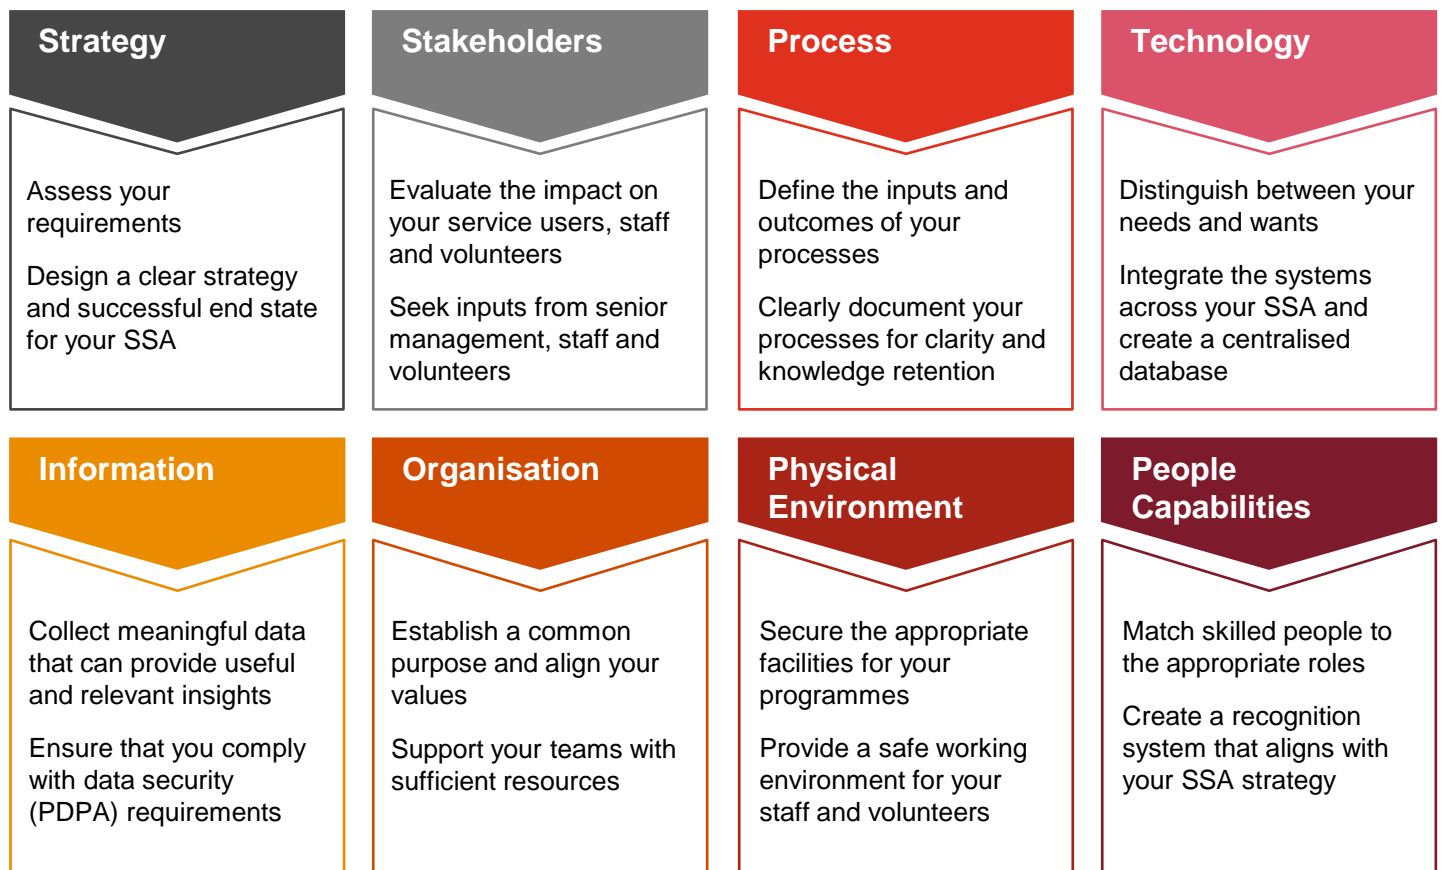 Strategy
Assess your
requirements
Design a clear strategy
and successful end state
for your SSA
Stakeholders
Evaluate the impact on
your service users, staff
and volunteers
Seek inputs from senior
management, staff and
volunteers
Process
Define the inputs and
outcomes of your
processes
Clearly document your
processes for clarity and
knowledge retention
Technology
Distinguish between your
needs and wants
Integrate the systems
across your SSA and
create a centralised
database
Information
Collect meaningful data
that can provide useful
and relevant insights
Ensure that you comply
with data security
(PDPA) requirements
Organisation
Establish a common
purpose and align your
values
Support your teams with
sufficient resources
Physical
Environment
Secure the appropriate
facilities for your
programmes
Provide a safe working
environment for your
staff and volunteers
People
Capabilities
Match skilled people to
the appropriate roles
Create a recognition
system that aligns with
your SSA strategy